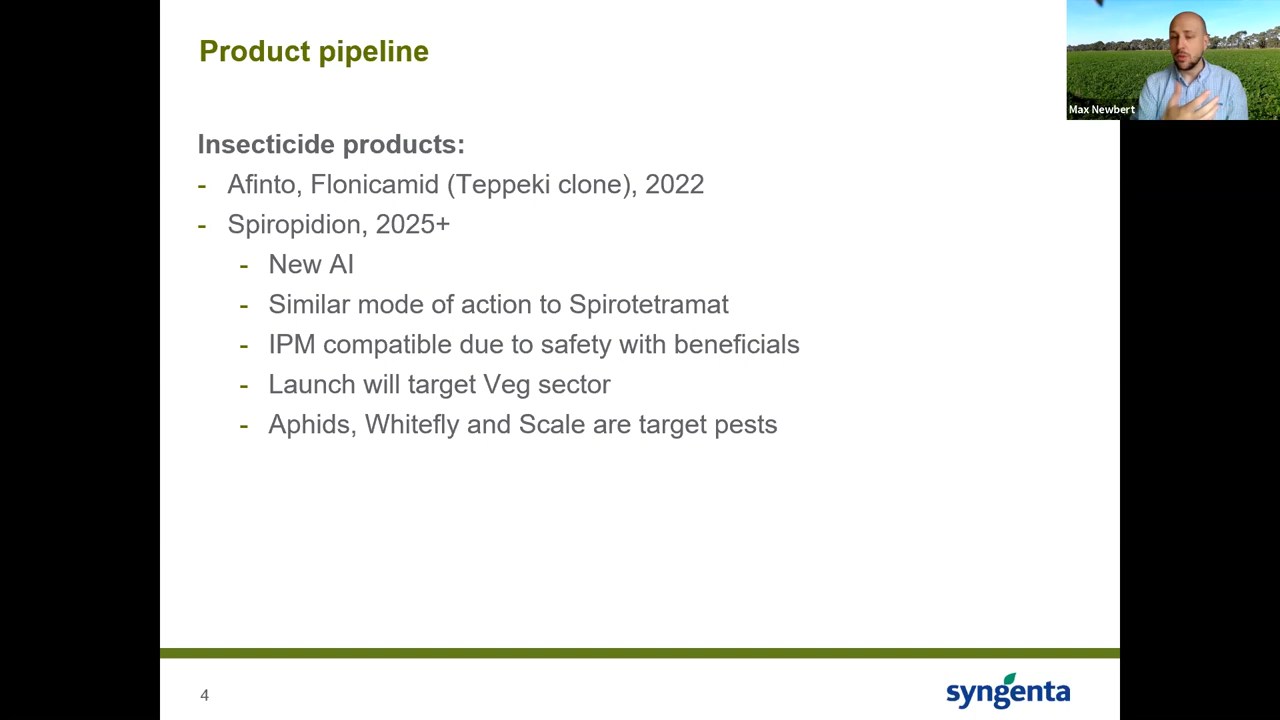 Product pipeline
Max Newbert
Insecticide products:
- Afinto, Flonicamid (Teppeki clone), 2022
- Spiropidion, 2025+
- New AI
- Similar mode of action to Spirotetramat
- IPM compatible due to safety with beneficials
- Launch will target Veg sector
- Aphids, Whitefly and Scale are target pests
4
syngenta